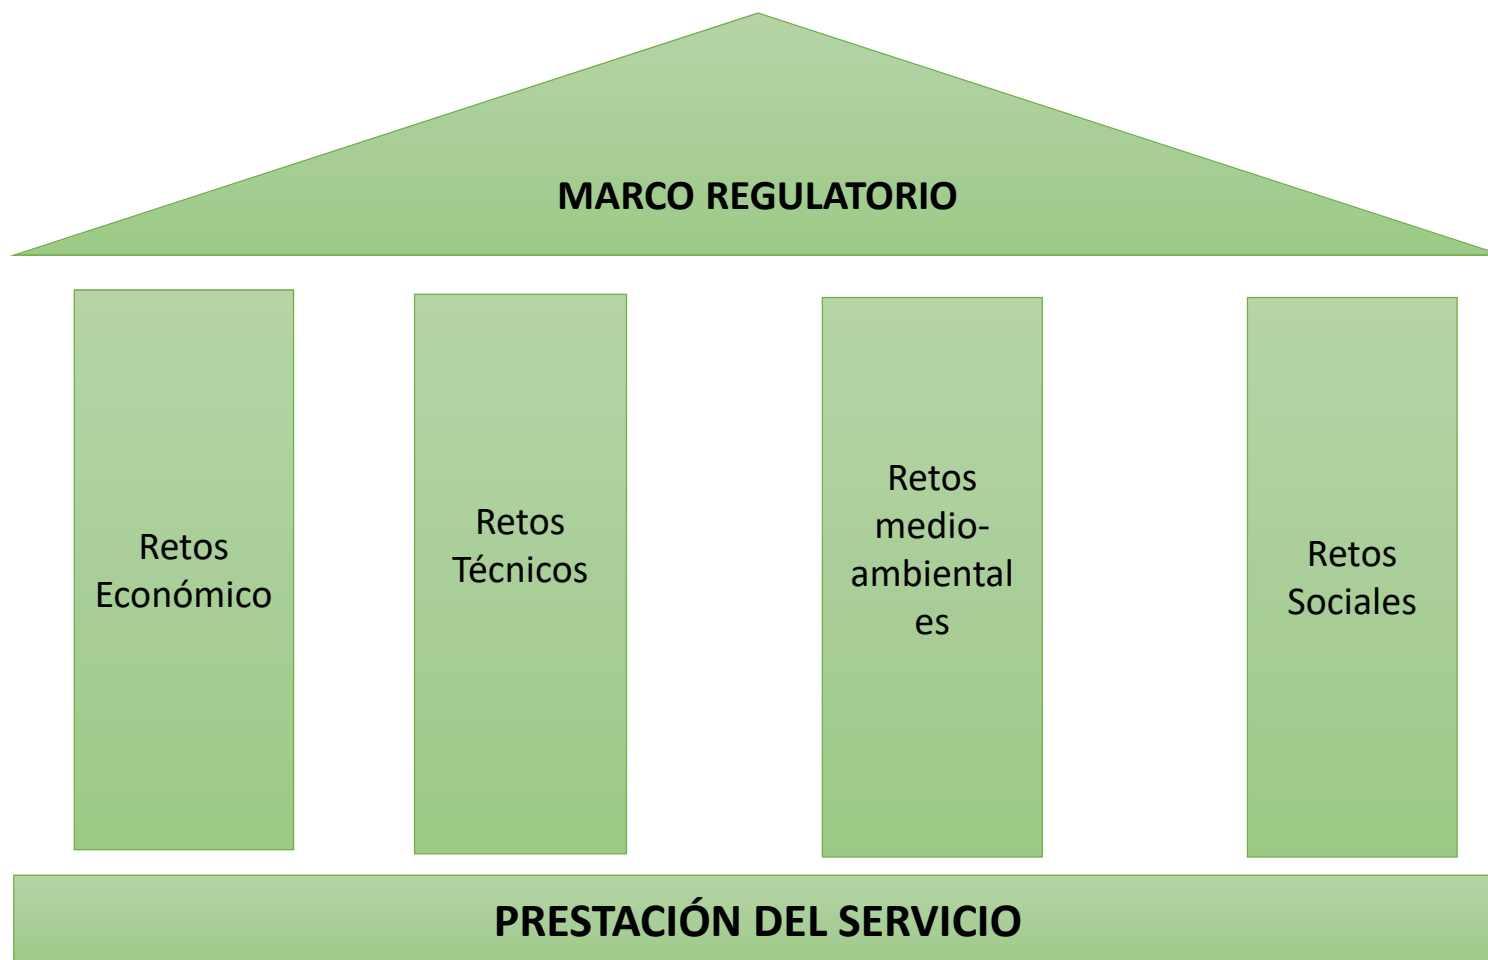 MARCO REGULATORIO
Retos
Económico
Retos
Técnicos
Retos
medio-
ambiental
es
Retos
Sociales
PRESTACIÓN DEL SERVICIO